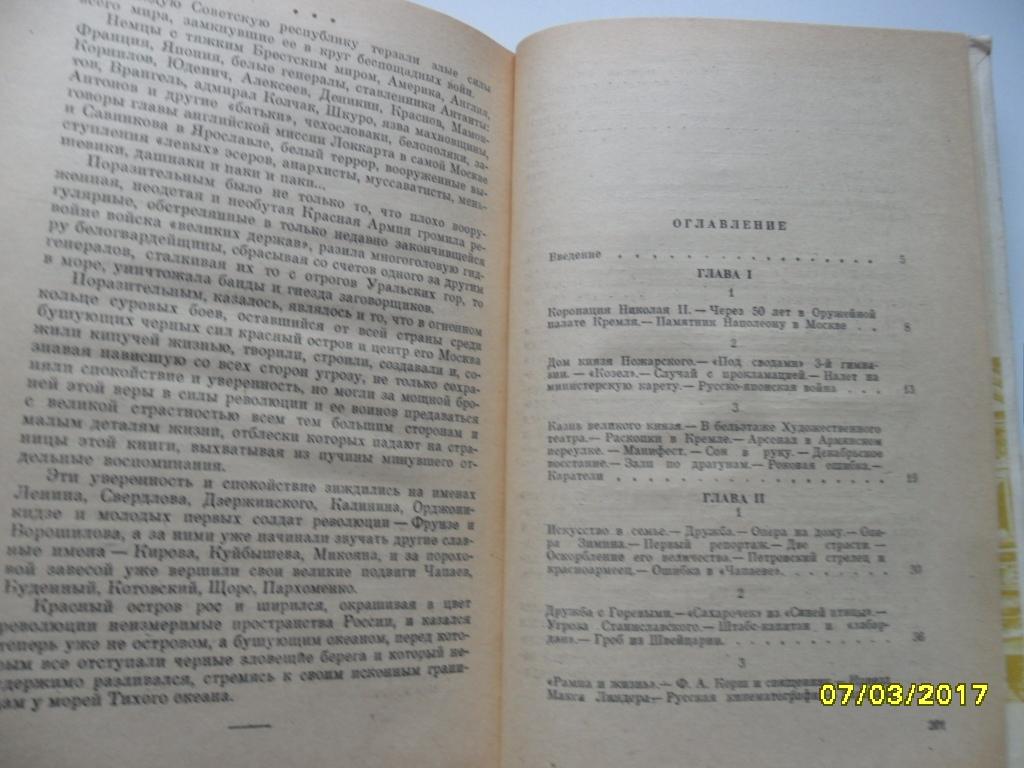 * * *
Советскую республику терзали злые силы
всего мира, замкнувшие ее в круг беспощадных войн.
Немцы с тяжким Брестским миром, Америка, Англия,
Франция, Япония, белые генералы, ставленники Антанты:
Корнилов, Юденич, Алексеев, Деникин, Краснов, Мамон-
тов, Врангель, адмирал Колчак, Шкуро, язва махновщины,
Антонов и другие «батьки», чехословаки, белополяки, за-
говоры главы английской миссии Локкарта в самой Москве
и Савинкова в Ярославле, белый террор, вооруженные вы-
ступления «левых» эсеров, анархисты, муссаватисты, мень-
шевики, дашнаки и паки и паки...
Поразительным было не только то, что плохо воору-
женная, неодетая и необутая Красная Армия громила ре-
гулярные, обстрелянные в только недавно закончившейся
войне войска «великих держав», разила многоголовую гид-
ру белогвардейщины, сбрасывая со счетов одного за другим
генералов, сталкивая их то с отрогов Уральских гор, то
в море, уничтожала банды и гнезда заговорщиков.
Поразительным, казалось, являлось и то, что в огненном
кольце суровых боев, оставшийся от всей страны среди
бушующих черных сил красный остров и центр его Москва
жили кипучей жизнью, творили, строили, создавали и, со-
знавая нависшую со всех сторон угрозу, не только сохра-
няли спокойствие и уверенность, но могли за мощной бро-
ней этой веры в силы революции и ее воинов предаваться
с великой страстностью всем тем большим сторонам и
малым деталям жизни, отблески которых падают на стра-
ницы этой книги, выхватывая из пучины минувшего от-
дельные воспоминания.
Эти уверенность и спокойствие зиждились на именах
Ленина, Свердлова, Дзержинского, Калинина, Орджони-
кидзе и молодых первых солдат революции — Фрунзе и
Ворошилова, а за ними уже начинали звучать другие слав-
ные имена — Кирова, Куйбышева, Микояна, и за порохо-
вой завесой уже вершили свои великие подвиги Чапаев,
Буденный, Котовский, Щорс, Пархоменко.
Красный остров рос и ширился, окрашивая в цвет
революции неизмеримые пространства России, и казался
теперь уже не островом, а бушующим океаном, перед кото-
рым все отступали черные зловещие берега и который не-
удержимо разливался, стремясь к своим исконным грани-
цам у морей Тихого океана.
ОГЛАВЛЕНИЕ
Введение . . . . . . . . . . . . . 5
ГЛАВА I
1
Коронация Николая II.— Через 50 лет в Оружейной
палате Кремля.— Памятник Наполеону в Москве . . 8
2
Дом князя Пожарского.— «Под сводами» 3-й гимна-
зии.— «Козел».— Случай с прокламацией.— Налет на
министерскую карету.— Русско-японская война . . . 13
3
Казнь великого князя.— В бельэтаже Художественного
театра.— Раскопки в Кремле.— Арсенал в Армянском
переулке.— Манифест.— Сон в руку.— Декабрьское
восстание.— Залп по драгунам.— Роковая ошибка.—
Каратели . . . . . . . . . . . . . 19
ГЛАВА II
1
Искусство в семье.— Дружба.— Опера на дому.— Опе-
ра Зимина.— Первый репортаж.— Две страсти.—
Оскорбление его величества.— Петровский стрелец и
красноармеец.— Ошибка в «Чапаеве». . . . . . . 30
2
Дружба с Горевыми.— «Сахарочек» из «Синей птицы».—
Угроза Станиславского.— Штабс-капитан и «забар-
дан».— Гроб из Швейцарии. . . . . . . . . 36
3
«Рампа и жизнь».— Ф. А. Корш и священник.— Приезд
Макса Линдера.— Русская кинематография
201
07/03/2017